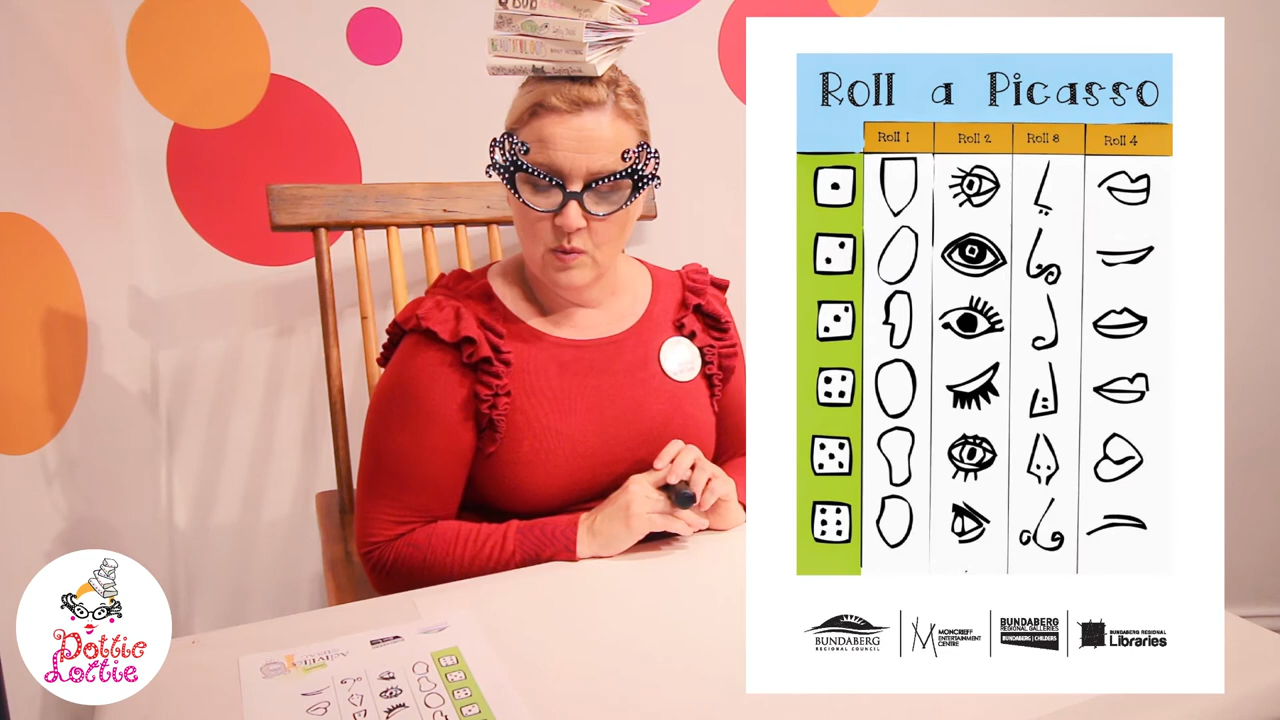 BEAUTIFUL
Roll a Picasso
Roll 1
Roll 2
Roll 3
Roll 4
BUNDABERG
REGIONAL COUNCIL
MONCRIEFF
ENTERTAINMENT
CENTRE
BUNDABERG
REGIONAL GALLERIES
BUNDABERG | CHILDERS
BUNDABERG REGIONAL
Libraries
Dottie
Lottie